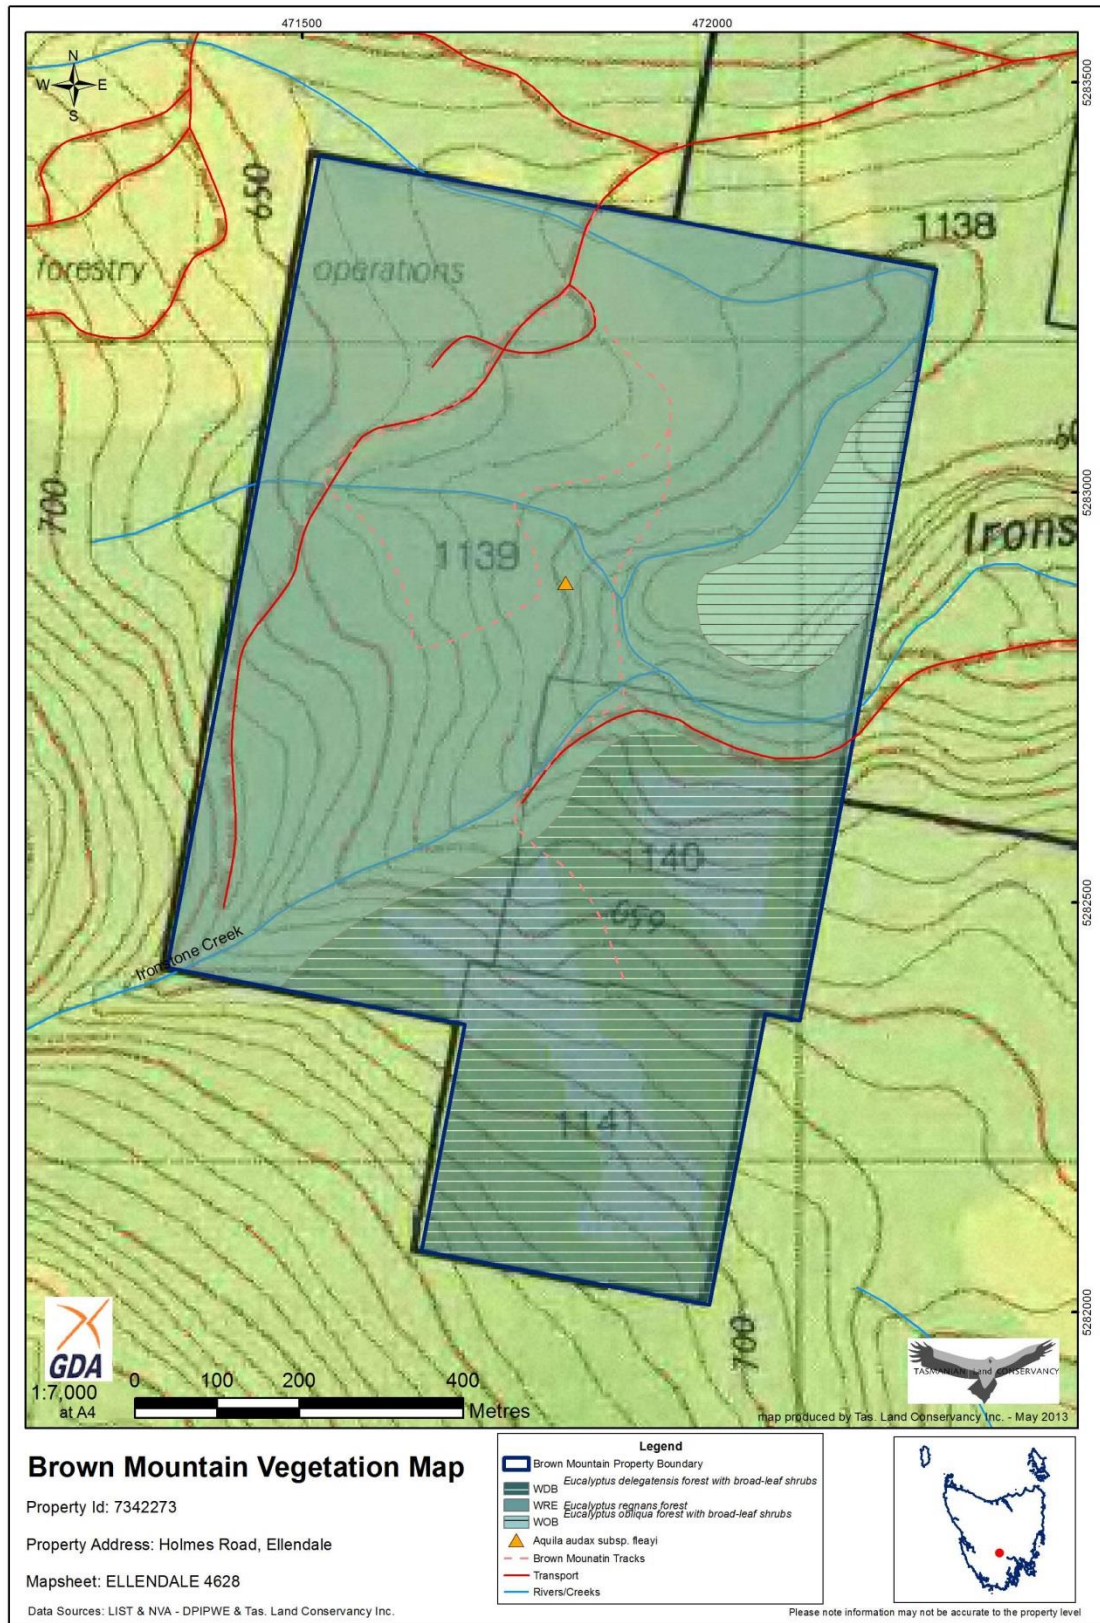 471500
472000
N
W E
S
5283500
650
1138
forestry
operations
5283000
700
1139
Irons
1140
650
5282500
Ironstone Creek
1141
5282000
700
GDA
1:7,000
at A4
0 100 200 400
Metres
TASMANIAN Land CONSERVANCY
map produced by Tas. Land Conservancy Inc. - May 2013
Brown Mountain Vegetation Map
Property Id: 7342273
Property Address: Holmes Road, Ellendale
Mapsheet: ELLENDALE 4628
Data Sources: LIST & NVA - DPIPWE & Tas. Land Conservancy Inc.
Legend
Brown Mountain Property Boundary
WDB Eucalyptus delegatensis forest with broad-leaf shrubs
WRE Eucalyptus regnans forest
WOB Eucalyptus obliqua forest with broad-leaf shrubs
Aquila audax subsp. fleayi
Brown Mounatin Tracks
Transport
Rivers/Creeks
Please note information may not be accurate to the property level